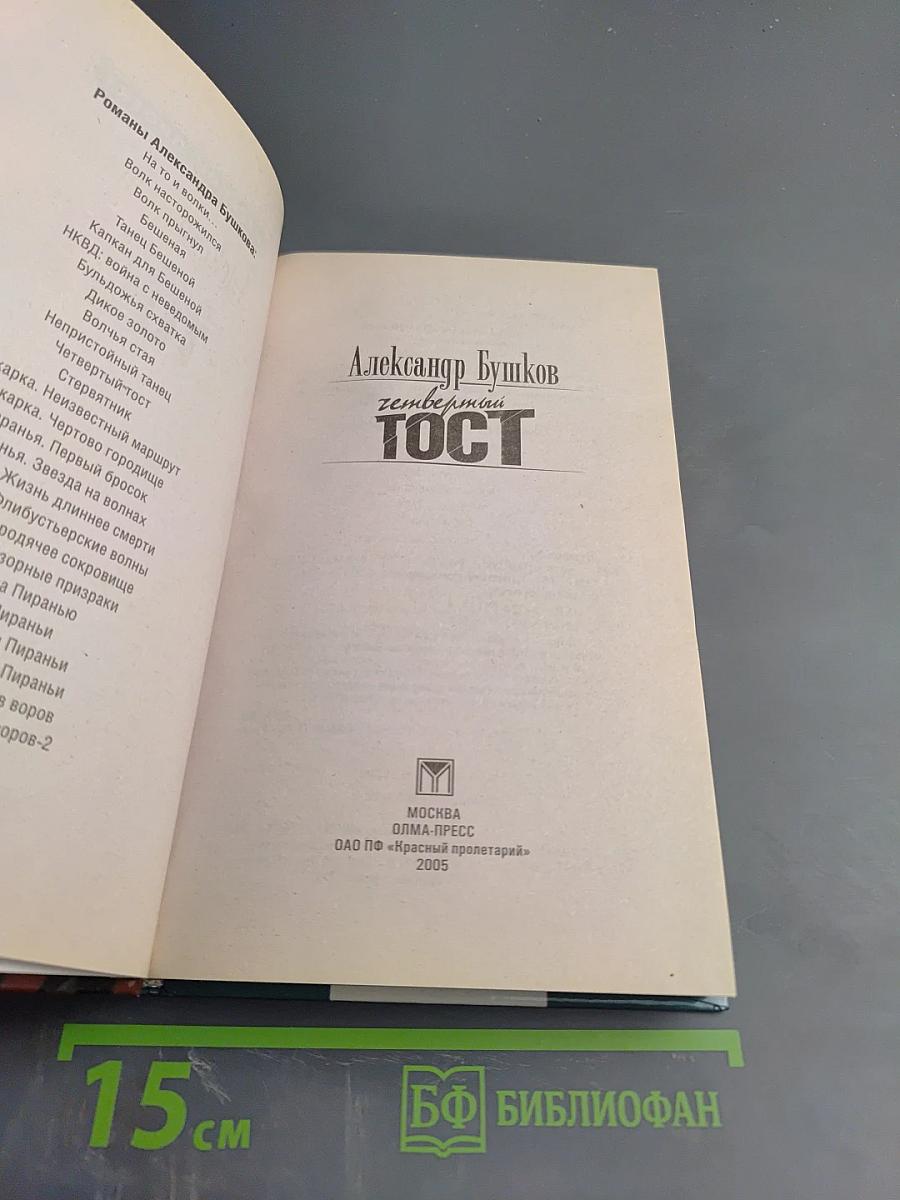 Романы Александра Бушкова:
На то и волки...
Волк насторожился
Волк прыгнул
Бешеная
Танец Бешеной
Капкан для Бешеной
НКВД: война с неведомым
Бульдожья схватка
Дикое золото
Волчья стая
Непристойный танец
Четвертый тост
Стервятник
Неизвестный маршрут
Чертово городище
Первый бросок
Звезда на волнах
Жизнь длиннее смерти
волны
сокровище
призраки
Пиранью
Пираньи
Пираньи
Пираньи
воров
Александр Бушков
четвертый
ТОСТ
МОСКВА
ОЛМА-ПРЕСС
ОАО ПФ «Красный пролетарий»
2005
15 см
БФ БИБЛИОФАН